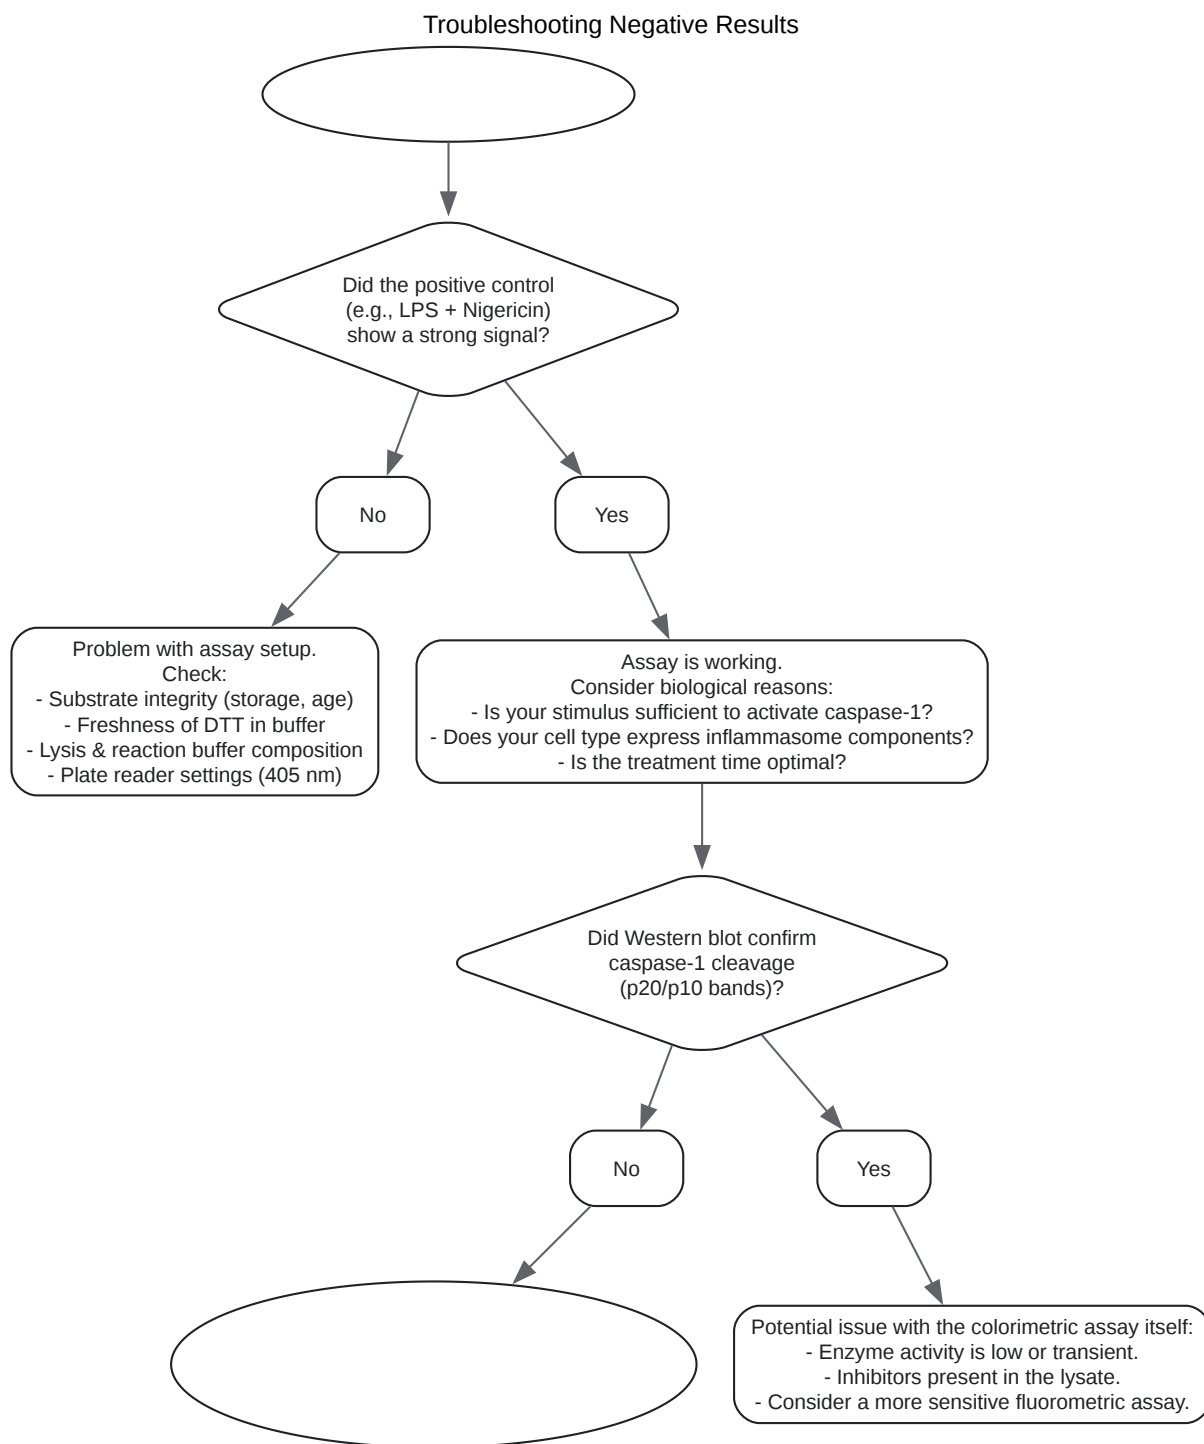 Troubleshooting Negative Results
Did the positive control
(e.g., LPS + Nigericin)
show a strong signal?
No
Yes
Problem with assay setup.
Check:
- Substrate integrity (storage, age)
- Freshness of DTT in buffer
- Lysis & reaction buffer composition
- Plate reader settings (405 nm)
Assay is working.
Consider biological reasons:
- Is your stimulus sufficient to activate caspase-1?
- Does your cell type express inflammasome components?
- Is the treatment time optimal?
Did Western blot confirm
caspase-1 cleavage
(p20/p10 bands)?
No
Yes
Potential issue with the colorimetric assay itself:
- Enzyme activity is low or transient.
- Inhibitors present in the lysate.
- Consider a more sensitive fluorometric assay.